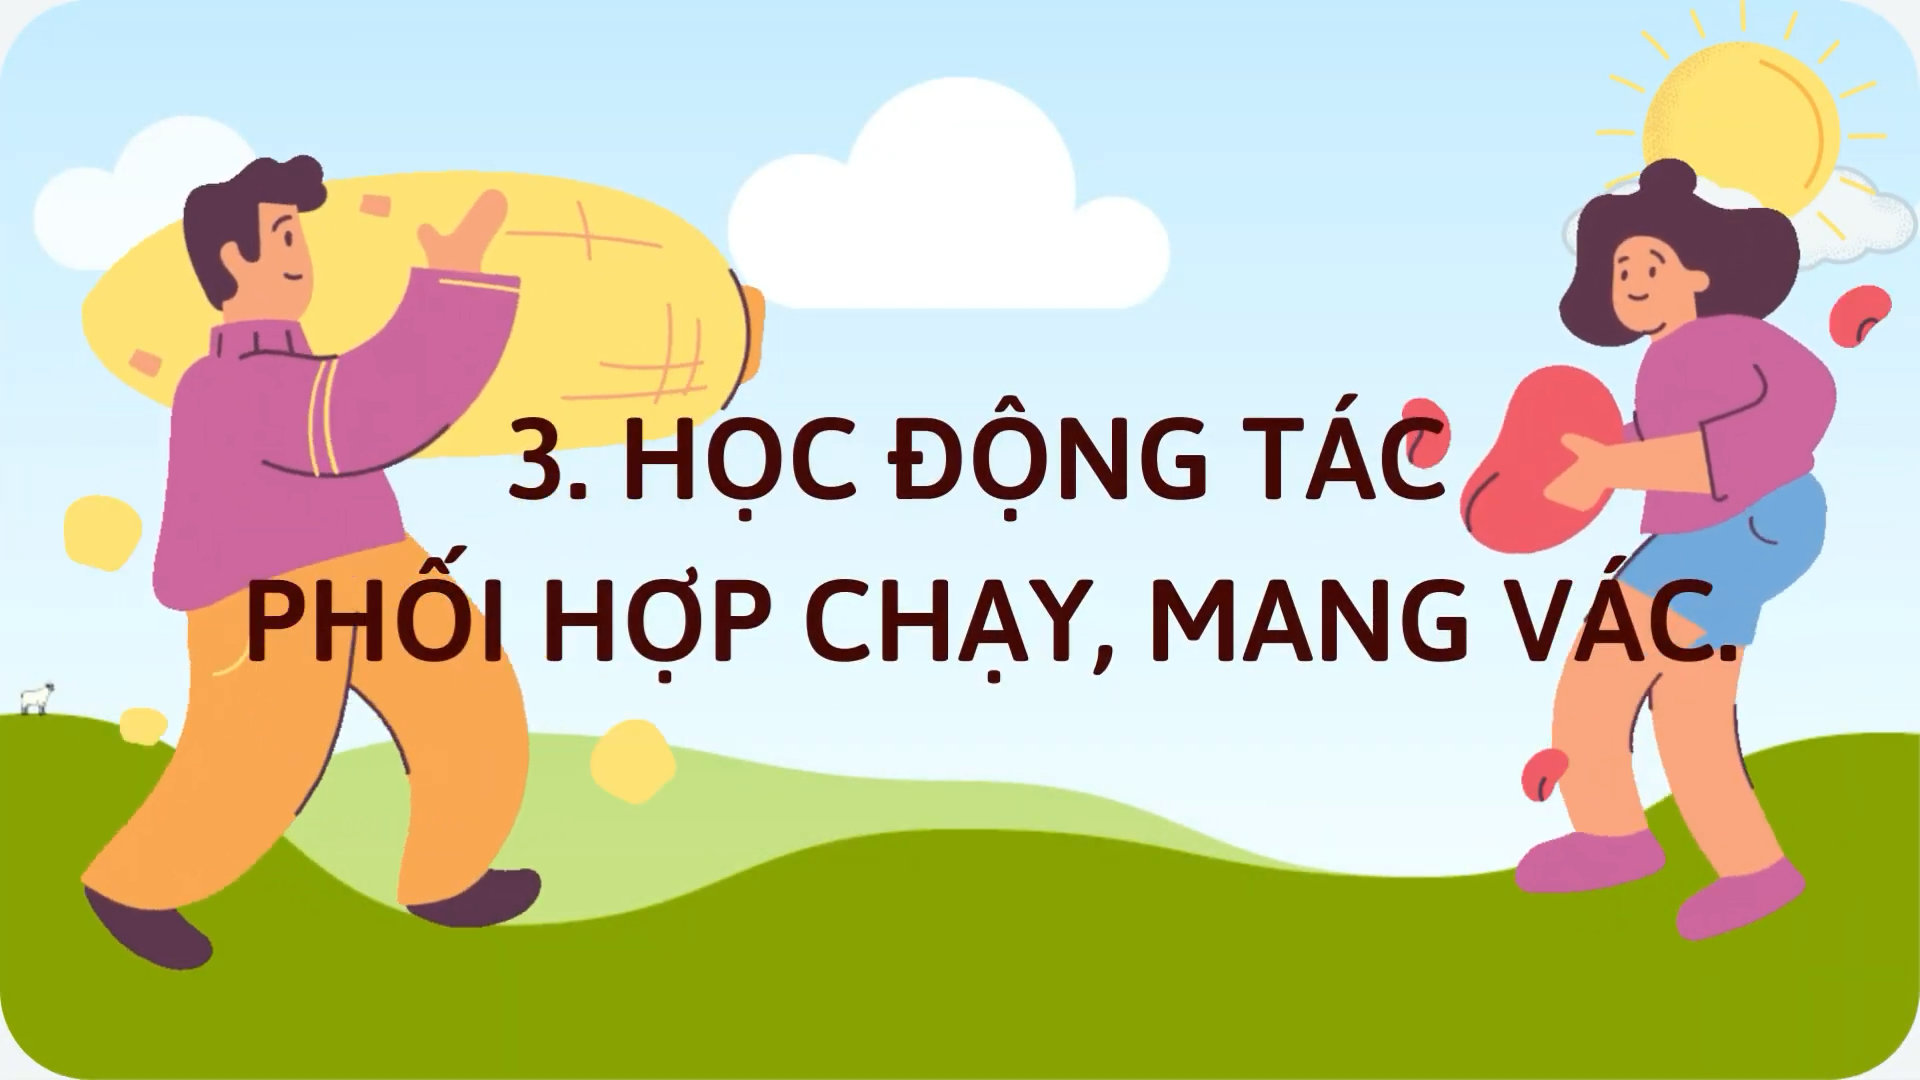 3. HỌC ĐỘNG TÁC
PHỐI HỢP CHẠY, MANG VÁC.